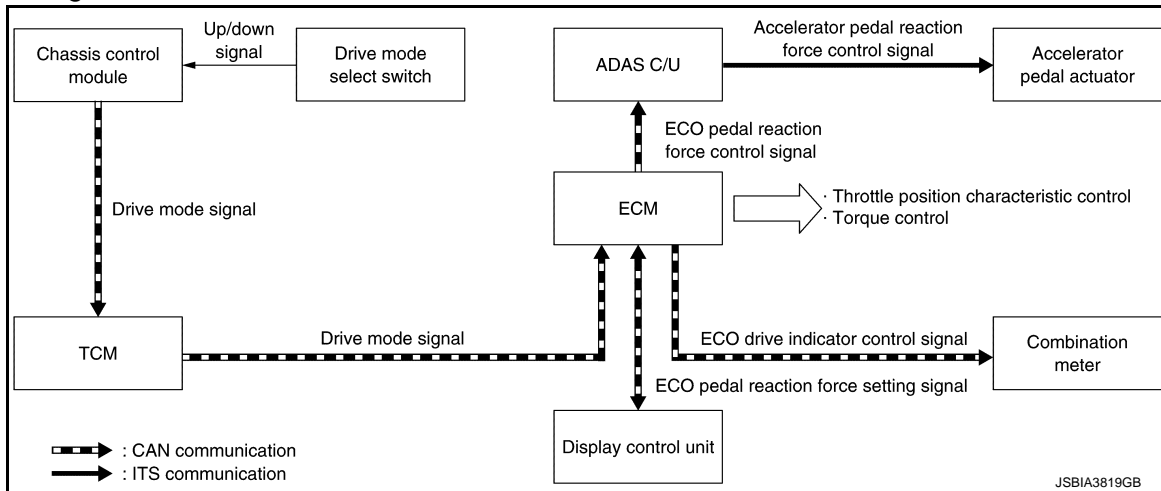 Up/down
signal
Chassis control
module
Drive mode
select switch
ADAS C/U
Accelerator pedal reaction
force control signal
Accelerator
pedal actuator
ECO pedal reaction
force control signal
Drive mode signal
ECM
· Throttle position characteristic control
· Torque control
TCM
Drive mode signal
ECO drive indicator control signal
Combination
meter
ECO pedal reaction force setting signal
Display control unit
: CAN communication
: ITS communication
JSBIA3819GB